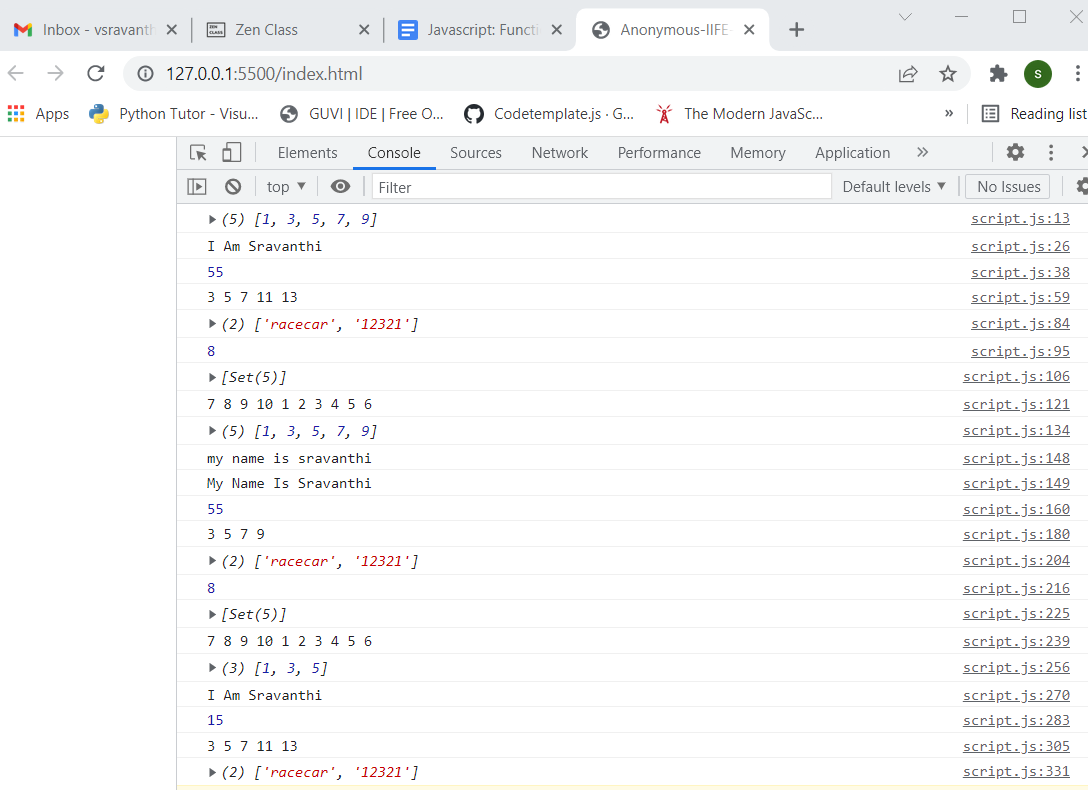 Inbox - vsravanth Zen Class Javascript: Functi Anonymous-IIFE-
127.0.0.1:5500/index.html s
Apps Python Tutor - Visu... GUVI | IDE | Free O... Codetemplate.js · G... The Modern JavaSc... » Reading list
Elements Console Sources Network Performance Memory Application »
top Filter Default levels No Issues
(5) [1, 3, 5, 7, 9] script.js:13
I Am Sravanthi script.js:26
55 script.js:38
3 5 7 11 13 script.js:59
(2) ['racecar', '12321'] script.js:84
8 script.js:95
[Set(5)] script.js:106
7 8 9 10 1 2 3 4 5 6 script.js:121
(5) [1, 3, 5, 7, 9] script.js:134
my name is sravanthi script.js:148
My Name Is Sravanthi script.js:149
55 script.js:160
3 5 7 9 script.js:180
(2) ['racecar', '12321'] script.js:204
8 script.js:216
[Set(5)] script.js:225
7 8 9 10 1 2 3 4 5 6 script.js:239
(3) [1, 3, 5] script.js:256
I Am Sravanthi script.js:270
15 script.js:283
3 5 7 11 13 script.js:305
(2) ['racecar', '12321'] script.js:331